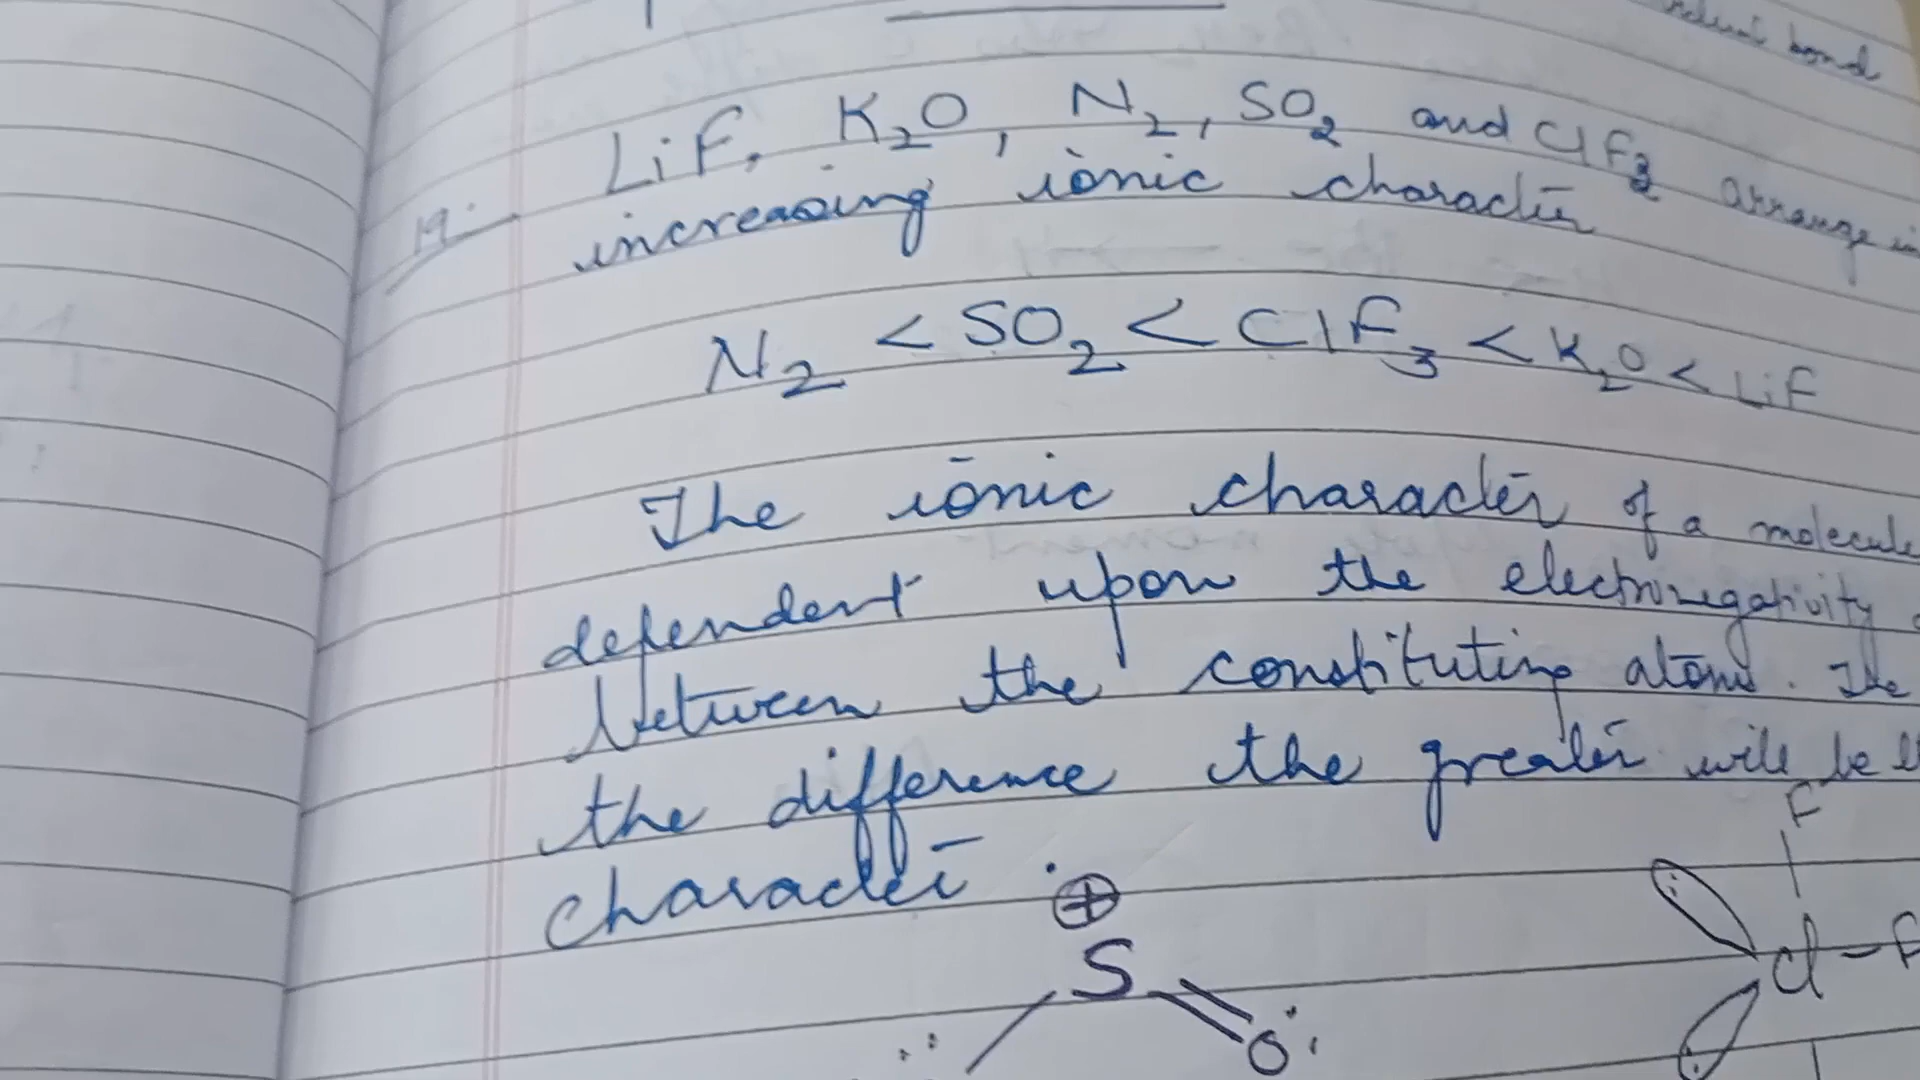 bond
LiF, K₂O, N₂, SO₂ and ClF₃ arrange in
19.
increasing ionic character
N₂ < SO₂ < ClF₃ < K₂O < LiF
The ionic character of a molecule
dependent upon the electronegativity
between the constituting atoms. The
the difference the greater will be
character.
F
⊕
S
Cl-F
O